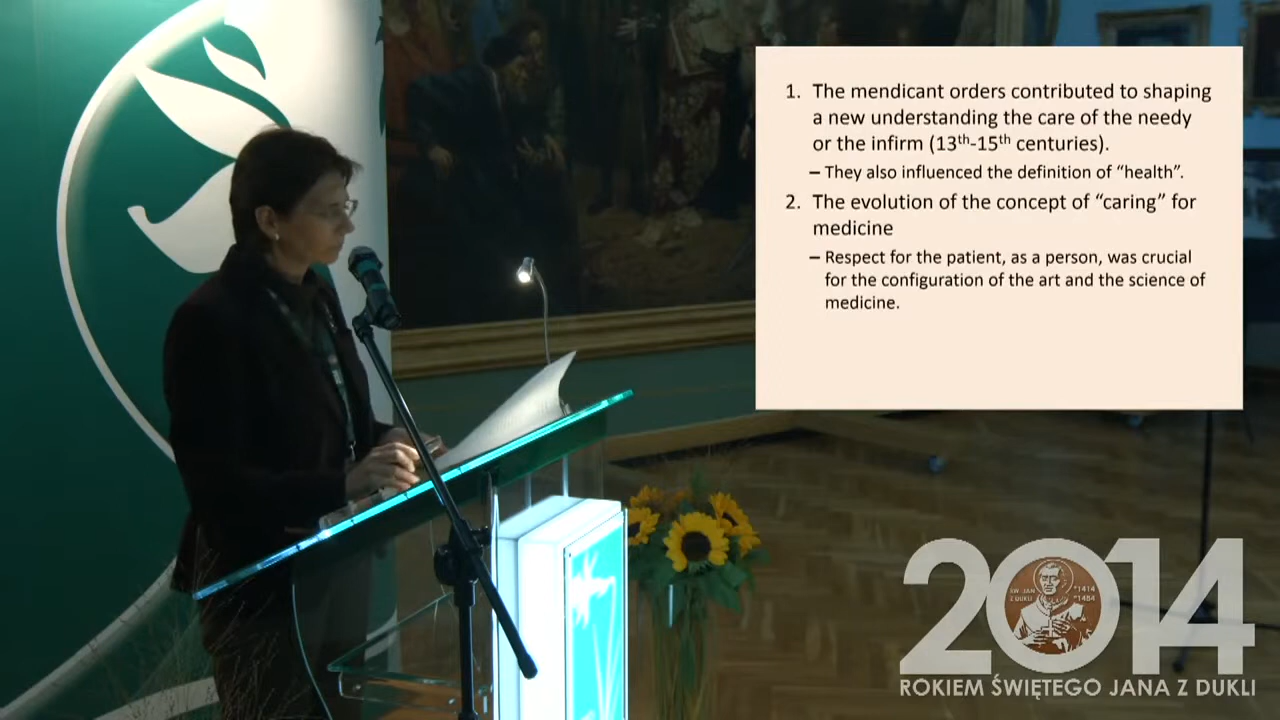 1. The mendicant orders contributed to shaping
a new understanding the care of the needy
or the infirm (13th-15th centuries).
– They also influenced the definition of “health”.
2. The evolution of the concept of “caring” for
medicine
– Respect for the patient, as a person, was crucial
for the configuration of the art and the science of
medicine.
2014
ŚW. JAN
Z DUKLI
*1414
†1484
ROKIEM ŚWIĘTEGO JANA Z DUKLI